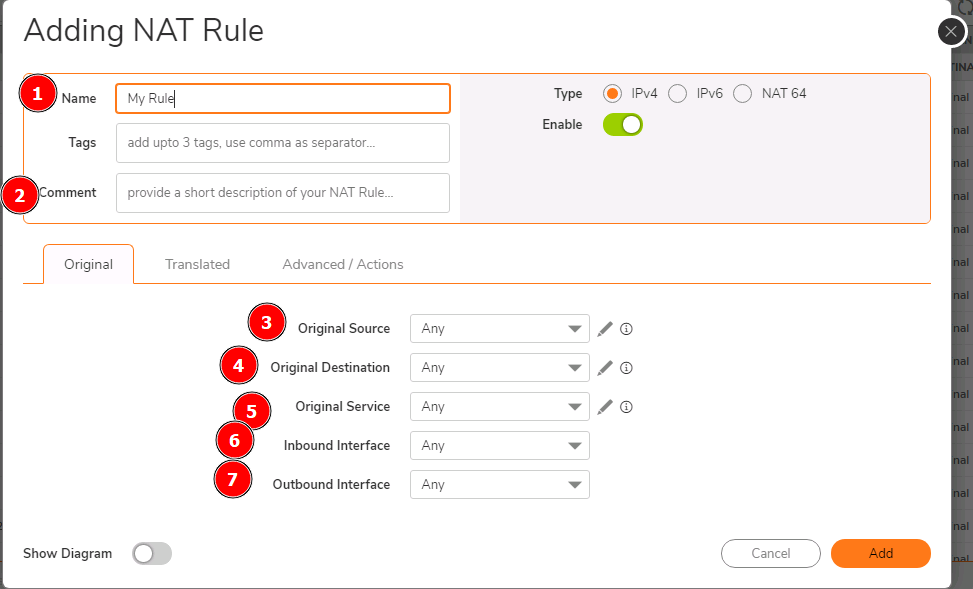 Adding NAT Rule
1 Name My Rule
Type IPv4 IPv6 NAT 64
Enable
Tags add upto 3 tags, use comma as separator...
2 Comment provide a short description of your NAT Rule...
Original Translated Advanced / Actions
3 Original Source Any
4 Original Destination Any
5 Original Service Any
6 Inbound Interface Any
7 Outbound Interface Any
Show Diagram Cancel Add